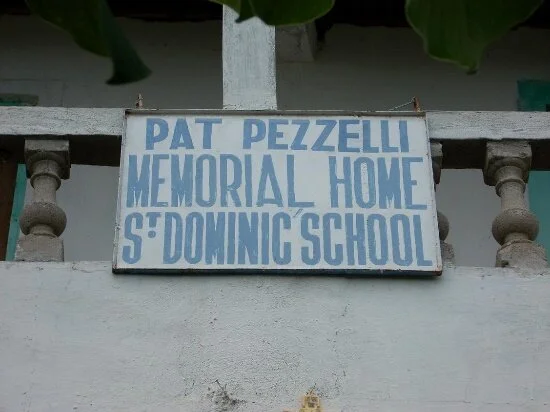 PAT PEZZELLI
MEMORIAL HOME
ST. DOMINIC SCHOOL